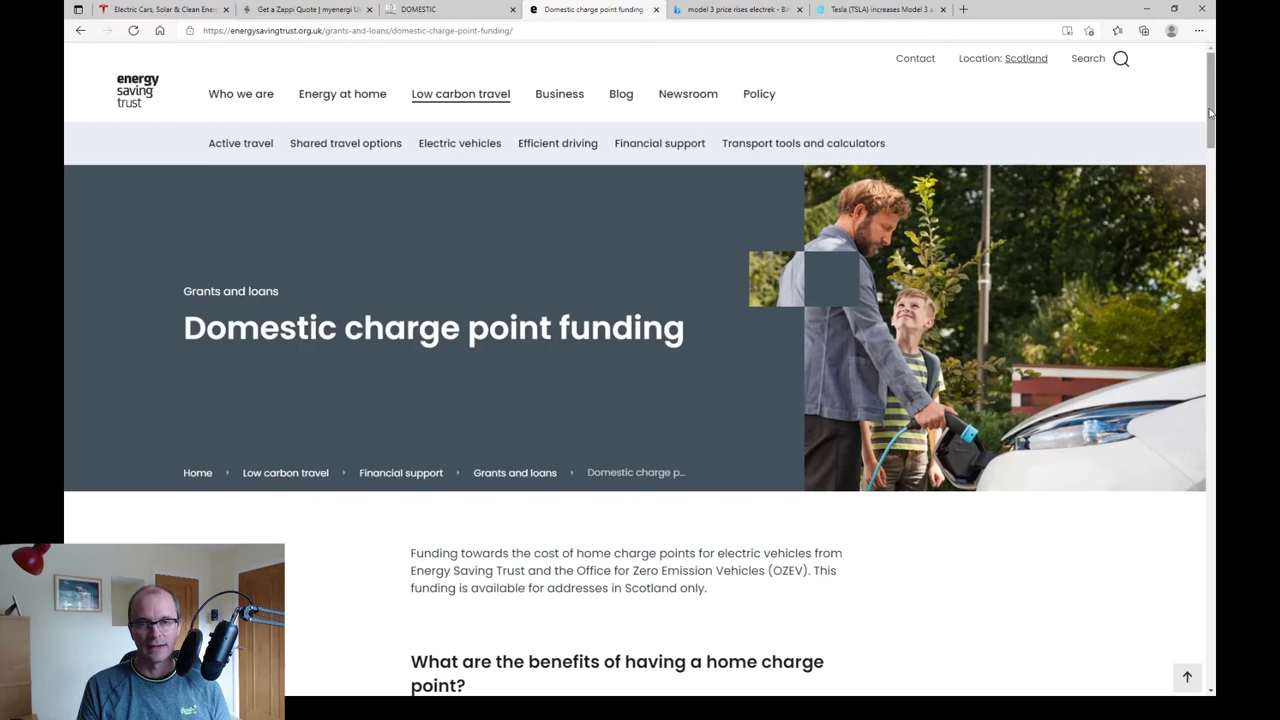 Electric Cars, Solar & Clean Energ
Get a Zappi Quote | myenergi U
DOMESTIC
Domestic charge point funding -
model 3 price rises electrek - Bi
Tesla (TSLA) increases Model 3 a
https://energysavingtrust.org.uk/grants-and-loans/domestic-charge-point-funding/
Contact
Location: Scotland
Search
energy
saving
trust
Who we are
Energy at home
Low carbon travel
Business
Blog
Newsroom
Policy
Active travel
Shared travel options
Electric vehicles
Efficient driving
Financial support
Transport tools and calculators
Grants and loans
Domestic charge point funding
Home
Low carbon travel
Financial support
Grants and loans
Domestic charge p...
Funding towards the cost of home charge points for electric vehicles from
Energy Saving Trust and the Office for Zero Emission Vehicles (OZEV). This
funding is available for addresses in Scotland only.
What are the benefits of having a home charge
point?